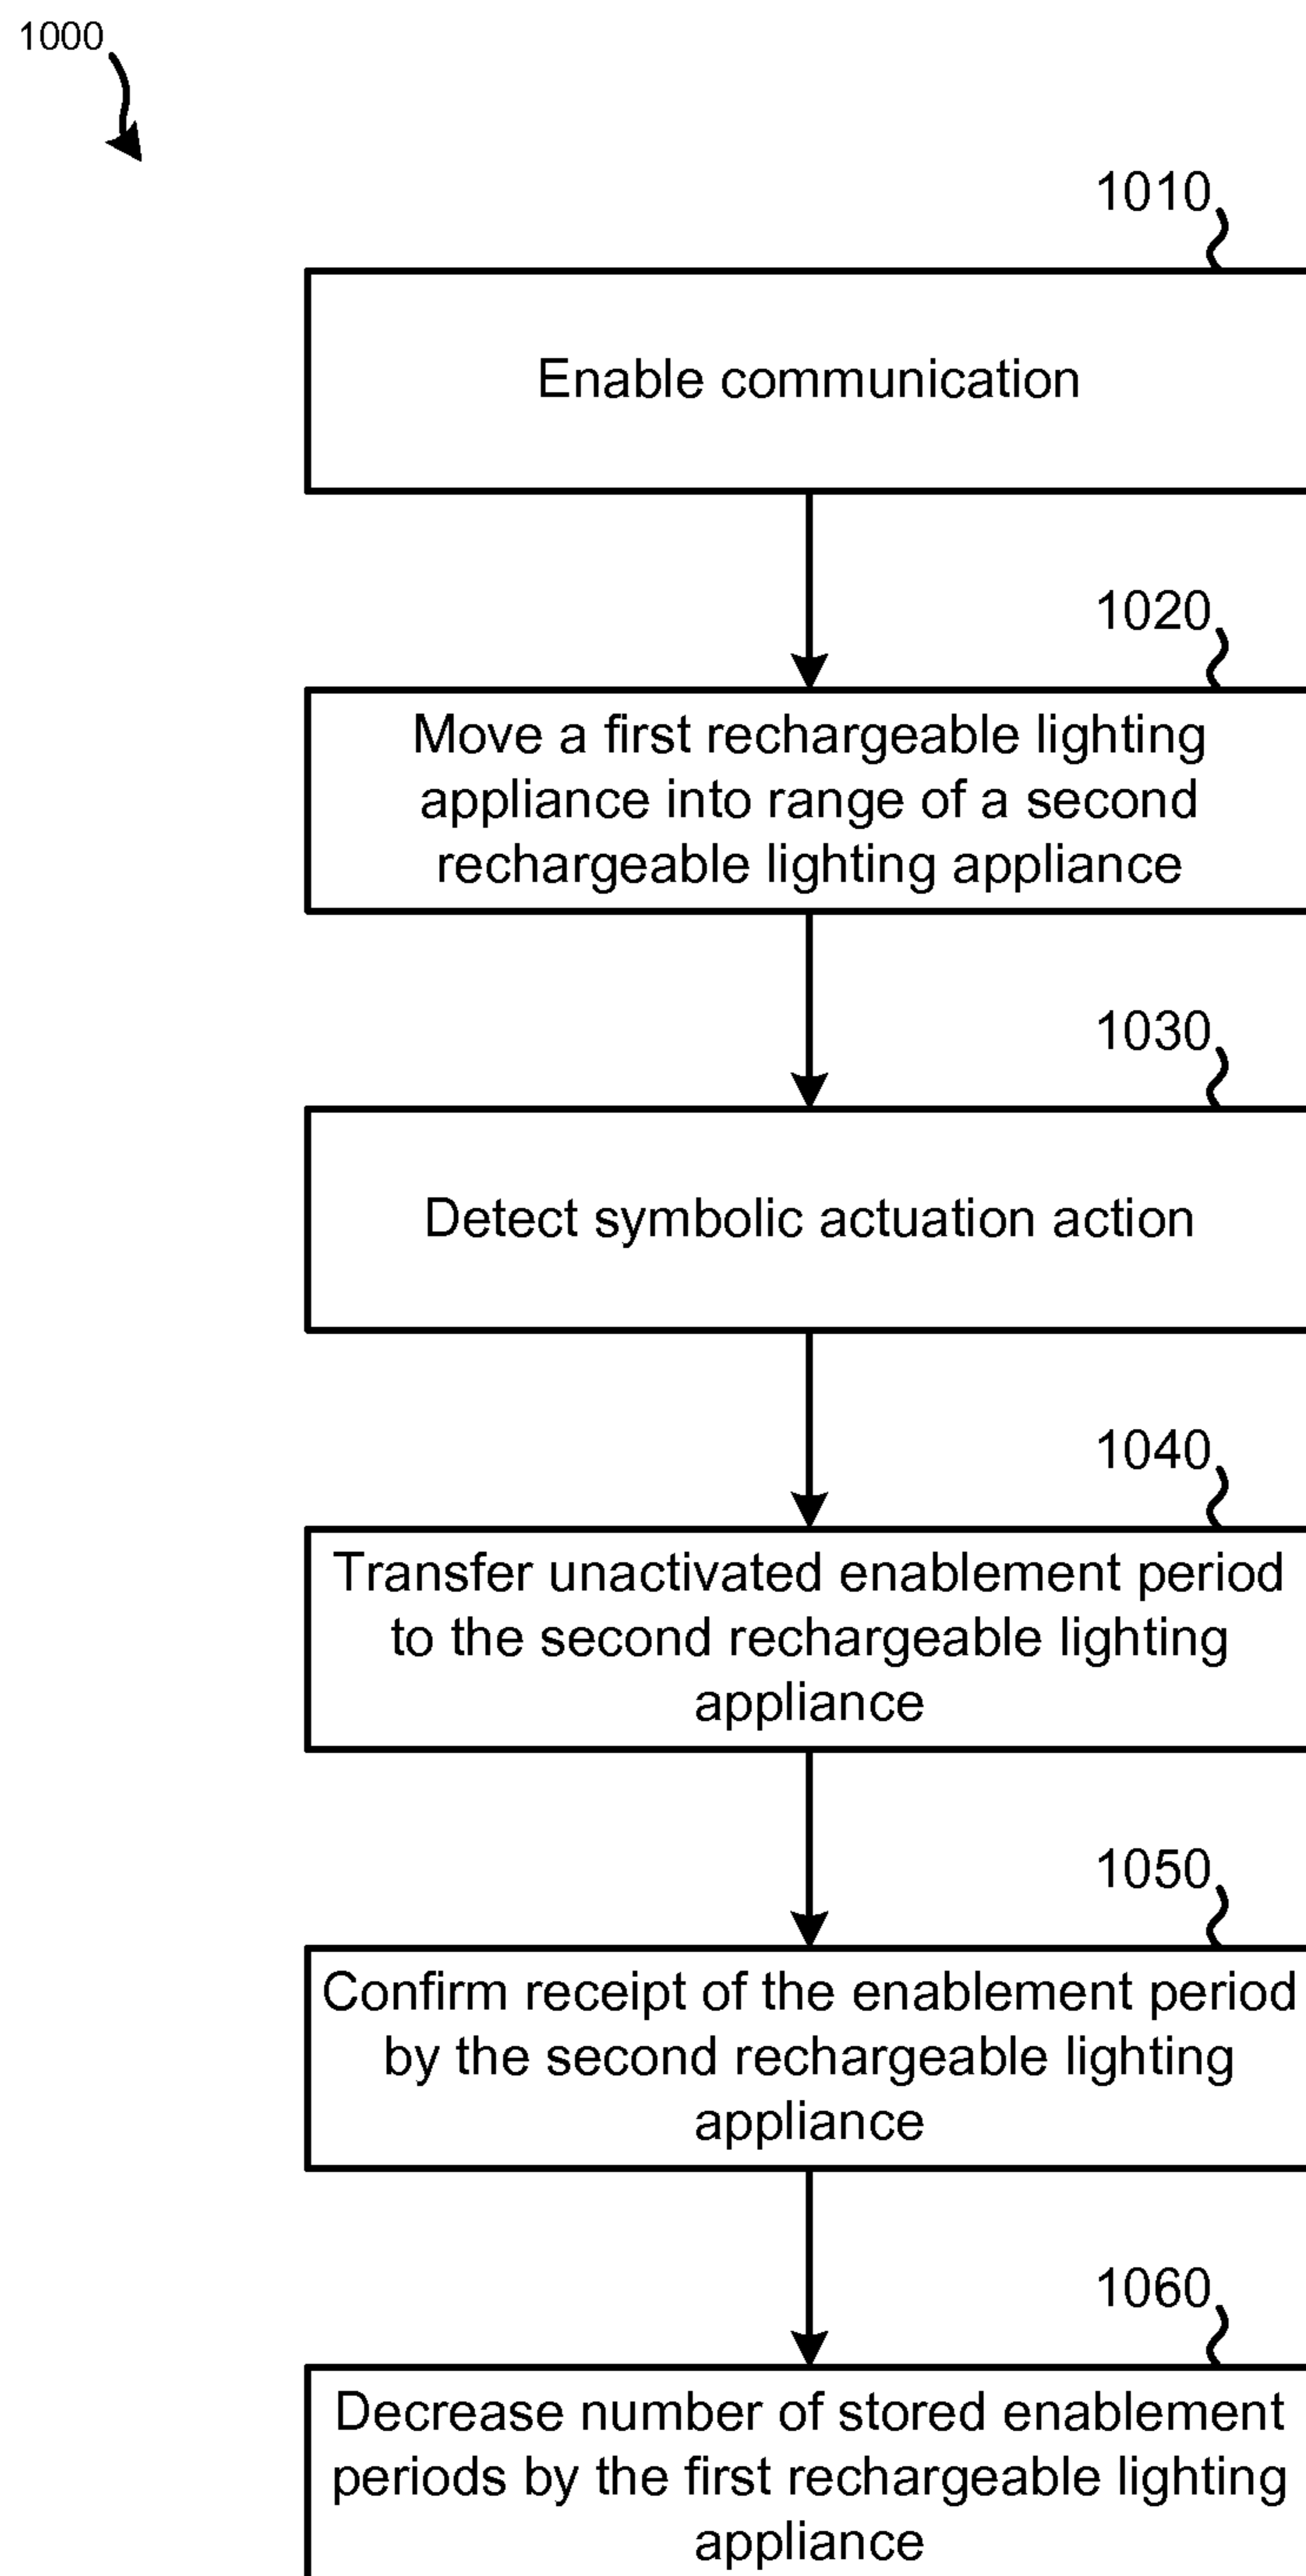 1000
1010
Enable communication
1020
Move a first rechargeable lighting
appliance into range of a second
rechargeable lighting appliance
1030
Detect symbolic actuation action
1040
Transfer unactivated enablement period
to the second rechargeable lighting
appliance
1050
Confirm receipt of the enablement period
by the second rechargeable lighting
appliance
1060
Decrease number of stored enablement
periods by the first rechargeable lighting
appliance